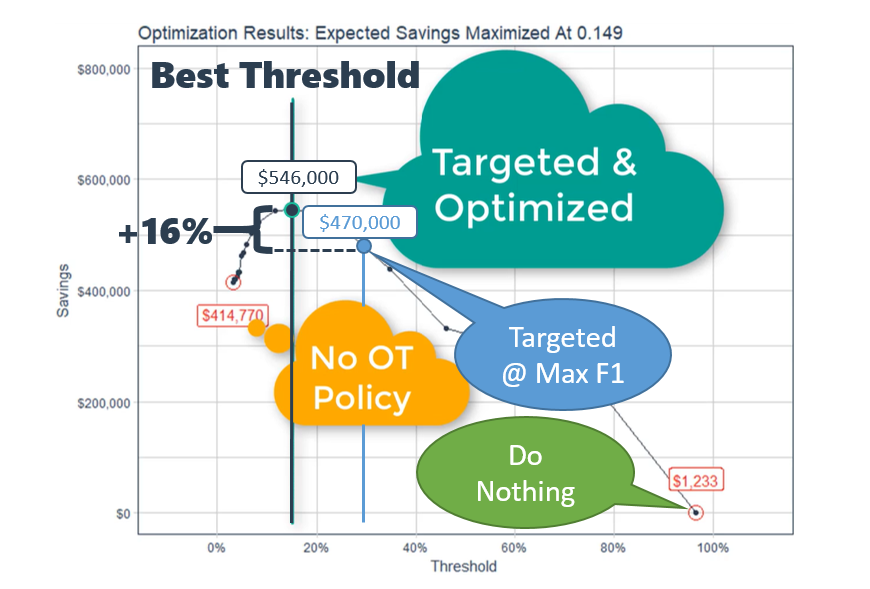 Optimization Results: Expected Savings Maximized At 0.149
Best Threshold
$800,000
Targeted &
Optimized
$600,000
$546,000
$470,000
+16%
Savings
$400,000
$414,770
No OT
Policy
Targeted
@ Max F1
$200,000
Do
Nothing
$1,233
$0
0%
20%
40%
60%
80%
100%
Threshold